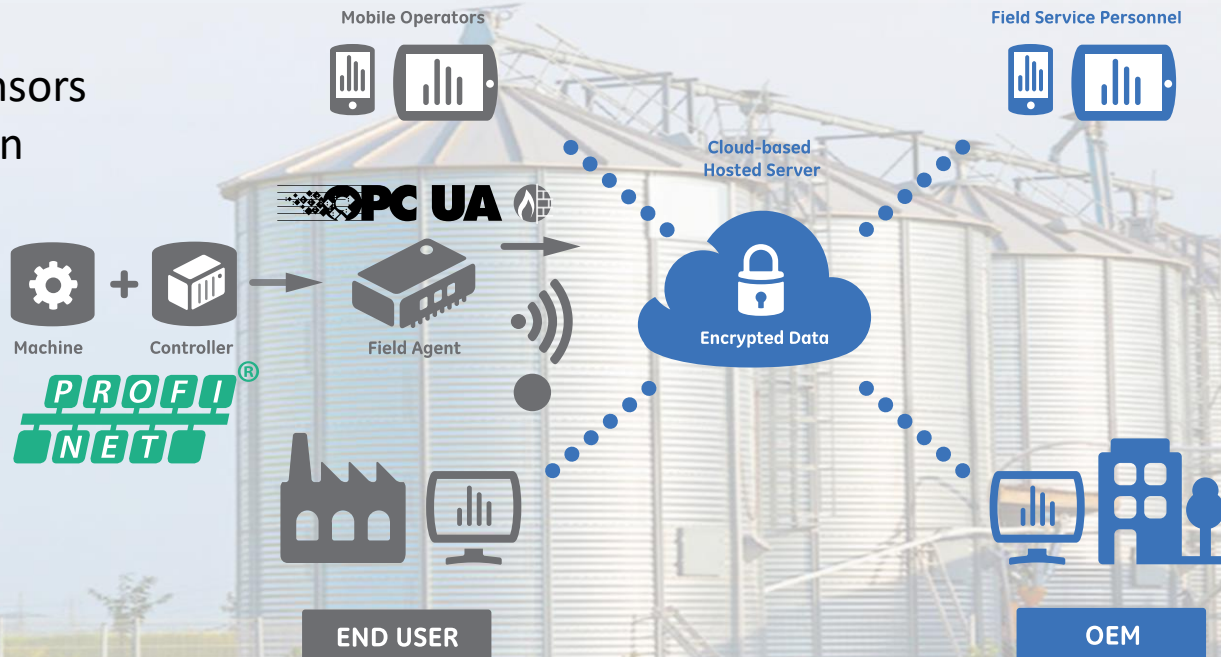 Mobile Operators
Field Service Personnel
Cloud-based
Hosted Server
OPC UA
Machine
+
Controller
Field Agent
Encrypted Data
PROFI®
NET
END USER
OEM